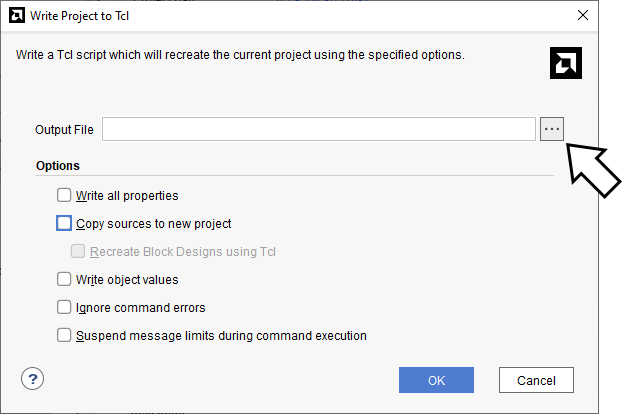 Write Project to Tcl
Write a Tcl script which will recreate the current project using the specified options.
Output File
...
Options
Write all properties
Copy sources to new project
Recreate Block Designs using Tcl
Write object values
Ignore command errors
Suspend message limits during command execution
?
OK
Cancel